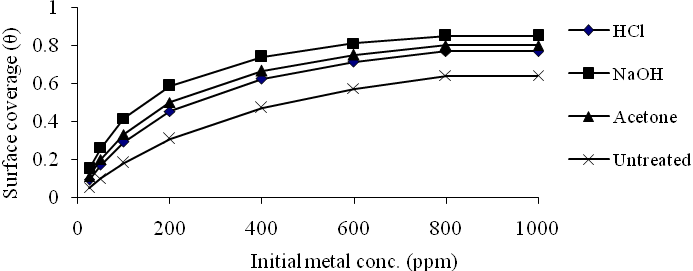 Surface coverage (θ)
1
0.8
0.6
0.4
0.2
0
0 200 400 600 800 1000
Initial metal conc. (ppm)
HCl
NaOH
Acetone
Untreated